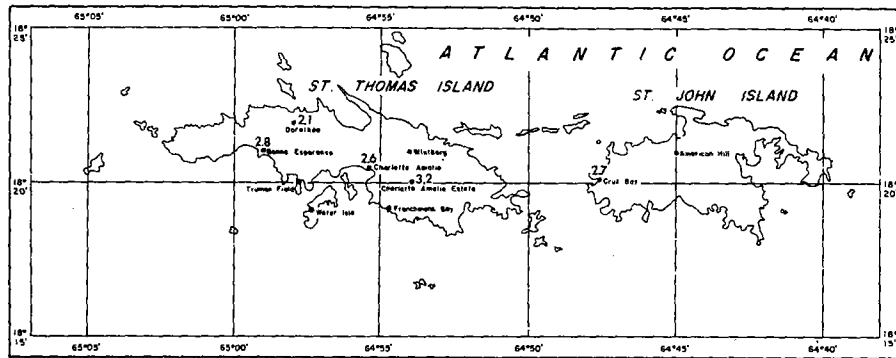 65°05' 65°00' 64°55' 64°50' 64°45' 64°40'
18° 25' 18° 25'
ATLANTIC OCEAN
ST. THOMAS ISLAND
ST. JOHN ISLAND
2.1
Dorothea
2.8
Bonne Esperance
Wintberg
American Hill
2.6
Charlotte Amalie
2.7
Cruz Bay
18° 20' 18° 20'
3.2
Truman Field
Charlotte Amalie Estate
Water Isle
Frenchmans Bay
18° 15' 18° 15'
65°05' 65°00' 64°55' 64°50' 64°45' 64°40'